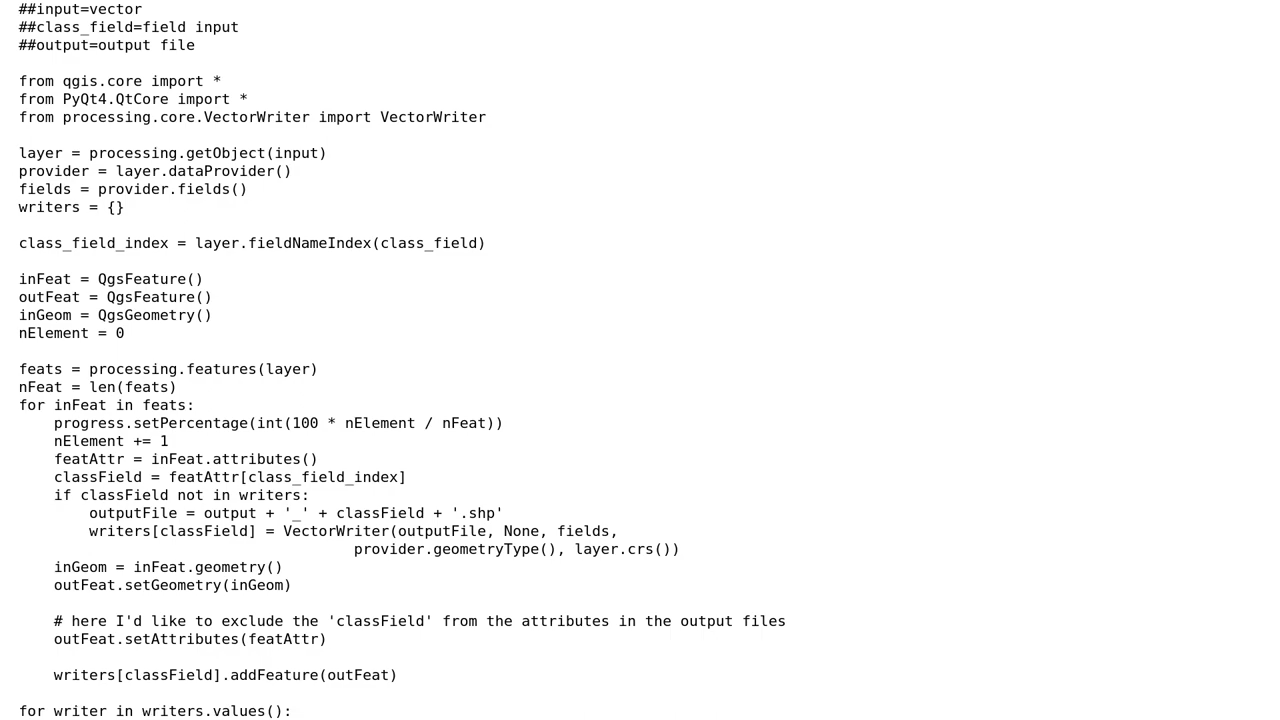 ##input=vector
##class_field=field input
##output=output file

from qgis.core import *
from PyQt4.QtCore import *
from processing.core.VectorWriter import VectorWriter

layer = processing.getObject(input)
provider = layer.dataProvider()
fields = provider.fields()
writers = {}

class_field_index = layer.fieldNameIndex(class_field)

inFeat = QgsFeature()
outFeat = QgsFeature()
inGeom = QgsGeometry()
nElement = 0

feats = processing.features(layer)
nFeat = len(feats)
for inFeat in feats:
    progress.setPercentage(int(100 * nElement / nFeat))
    nElement += 1
    featAttr = inFeat.attributes()
    classField = featAttr[class_field_index]
    if classField not in writers:
        outputFile = output + '_' + classField + '.shp'
        writers[classField] = VectorWriter(outputFile, None, fields,
                                      provider.geometryType(), layer.crs())
    inGeom = inFeat.geometry()
    outFeat.setGeometry(inGeom)

    # here I'd like to exclude the 'classField' from the attributes in the output files
    outFeat.setAttributes(featAttr)

    writers[classField].addFeature(outFeat)

for writer in writers.values():